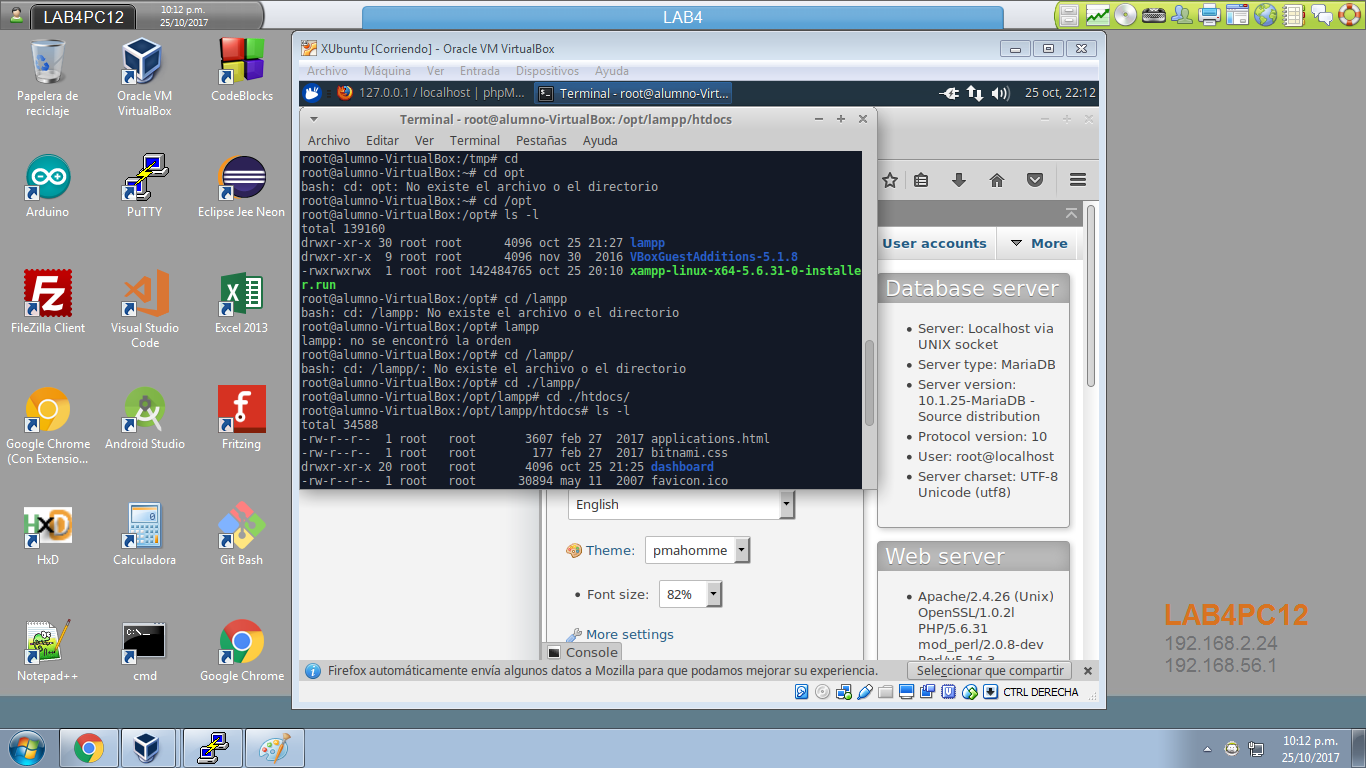 LAB4PC12
10:12 p.m.
25/10/2017
LAB4
Papelera de
reciclaje
Oracle VM
VirtualBox
CodeBlocks
Arduino
PuTTY
Eclipse Jee Neon
FileZilla Client
Visual Studio
Code
Excel 2013
Google Chrome
(Con Extensio...
Android Studio
Fritzing
HxD
Calculadora
Git Bash
Notepad++
cmd
Google Chrome
XUbuntu [Corriendo] - Oracle VM VirtualBox
Archivo Máquina Ver Entrada Dispositivos Ayuda
127.0.0.1 / localhost | phpM...
Terminal - root@alumno-Virt...
25 oct, 22:12
Terminal - root@alumno-VirtualBox: /opt/lampp/htdocs
Archivo Editar Ver Terminal Pestañas Ayuda
root@alumno-VirtualBox:/tmp# cd
root@alumno-VirtualBox:~# cd opt
bash: cd: opt: No existe el archivo o el directorio
root@alumno-VirtualBox:~# cd /opt
root@alumno-VirtualBox:/opt# ls -l
total 139160
drwxr-xr-x 30 root root      4096 oct 25 21:27 lampp
drwxr-xr-x  9 root root      4096 nov 30  2016 VBoxGuestAdditions-5.1.8
-rwxrwxrwx  1 root root 142484765 oct 25 20:10 xampp-linux-x64-5.6.31-0-installe
r.run
root@alumno-VirtualBox:/opt# cd /lampp
bash: cd: /lampp: No existe el archivo o el directorio
root@alumno-VirtualBox:/opt# lampp
lampp: no se encontró la orden
root@alumno-VirtualBox:/opt# cd /lampp/
bash: cd: /lampp/: No existe el archivo o el directorio
root@alumno-VirtualBox:/opt# cd ./lampp/
root@alumno-VirtualBox:/opt/lampp# cd ./htdocs/
root@alumno-VirtualBox:/opt/lampp/htdocs# ls -l
total 34588
-rw-r--r--  1 root   root       3607 feb 27  2017 applications.html
-rw-r--r--  1 root   root        177 feb 27  2017 bitnami.css
drwxr-xr-x 20 root   root       4096 oct 25 21:25 dashboard
-rw-r--r--  1 root   root      30894 may 11  2007 favicon.ico
User accounts
More
Database server
• Server: Localhost via
UNIX socket
• Server type: MariaDB
• Server version:
10.1.25-MariaDB -
Source distribution
• Protocol version: 10
• User: root@localhost
• Server charset: UTF-8
Unicode (utf8)
Web server
• Apache/2.4.26 (Unix)
OpenSSL/1.0.2l
PHP/5.6.31
mod_perl/2.0.8-dev
Perl/v5.16.3
English
Theme: pmahomme
• Font size: 82%
More settings
Console
Firefox automáticamente envía algunos datos a Mozilla para que podamos mejorar su experiencia.
Seleccionar que compartir
CTRL DERECHA
LAB4PC12
192.168.2.24
192.168.56.1
10:12 p.m.
25/10/2017